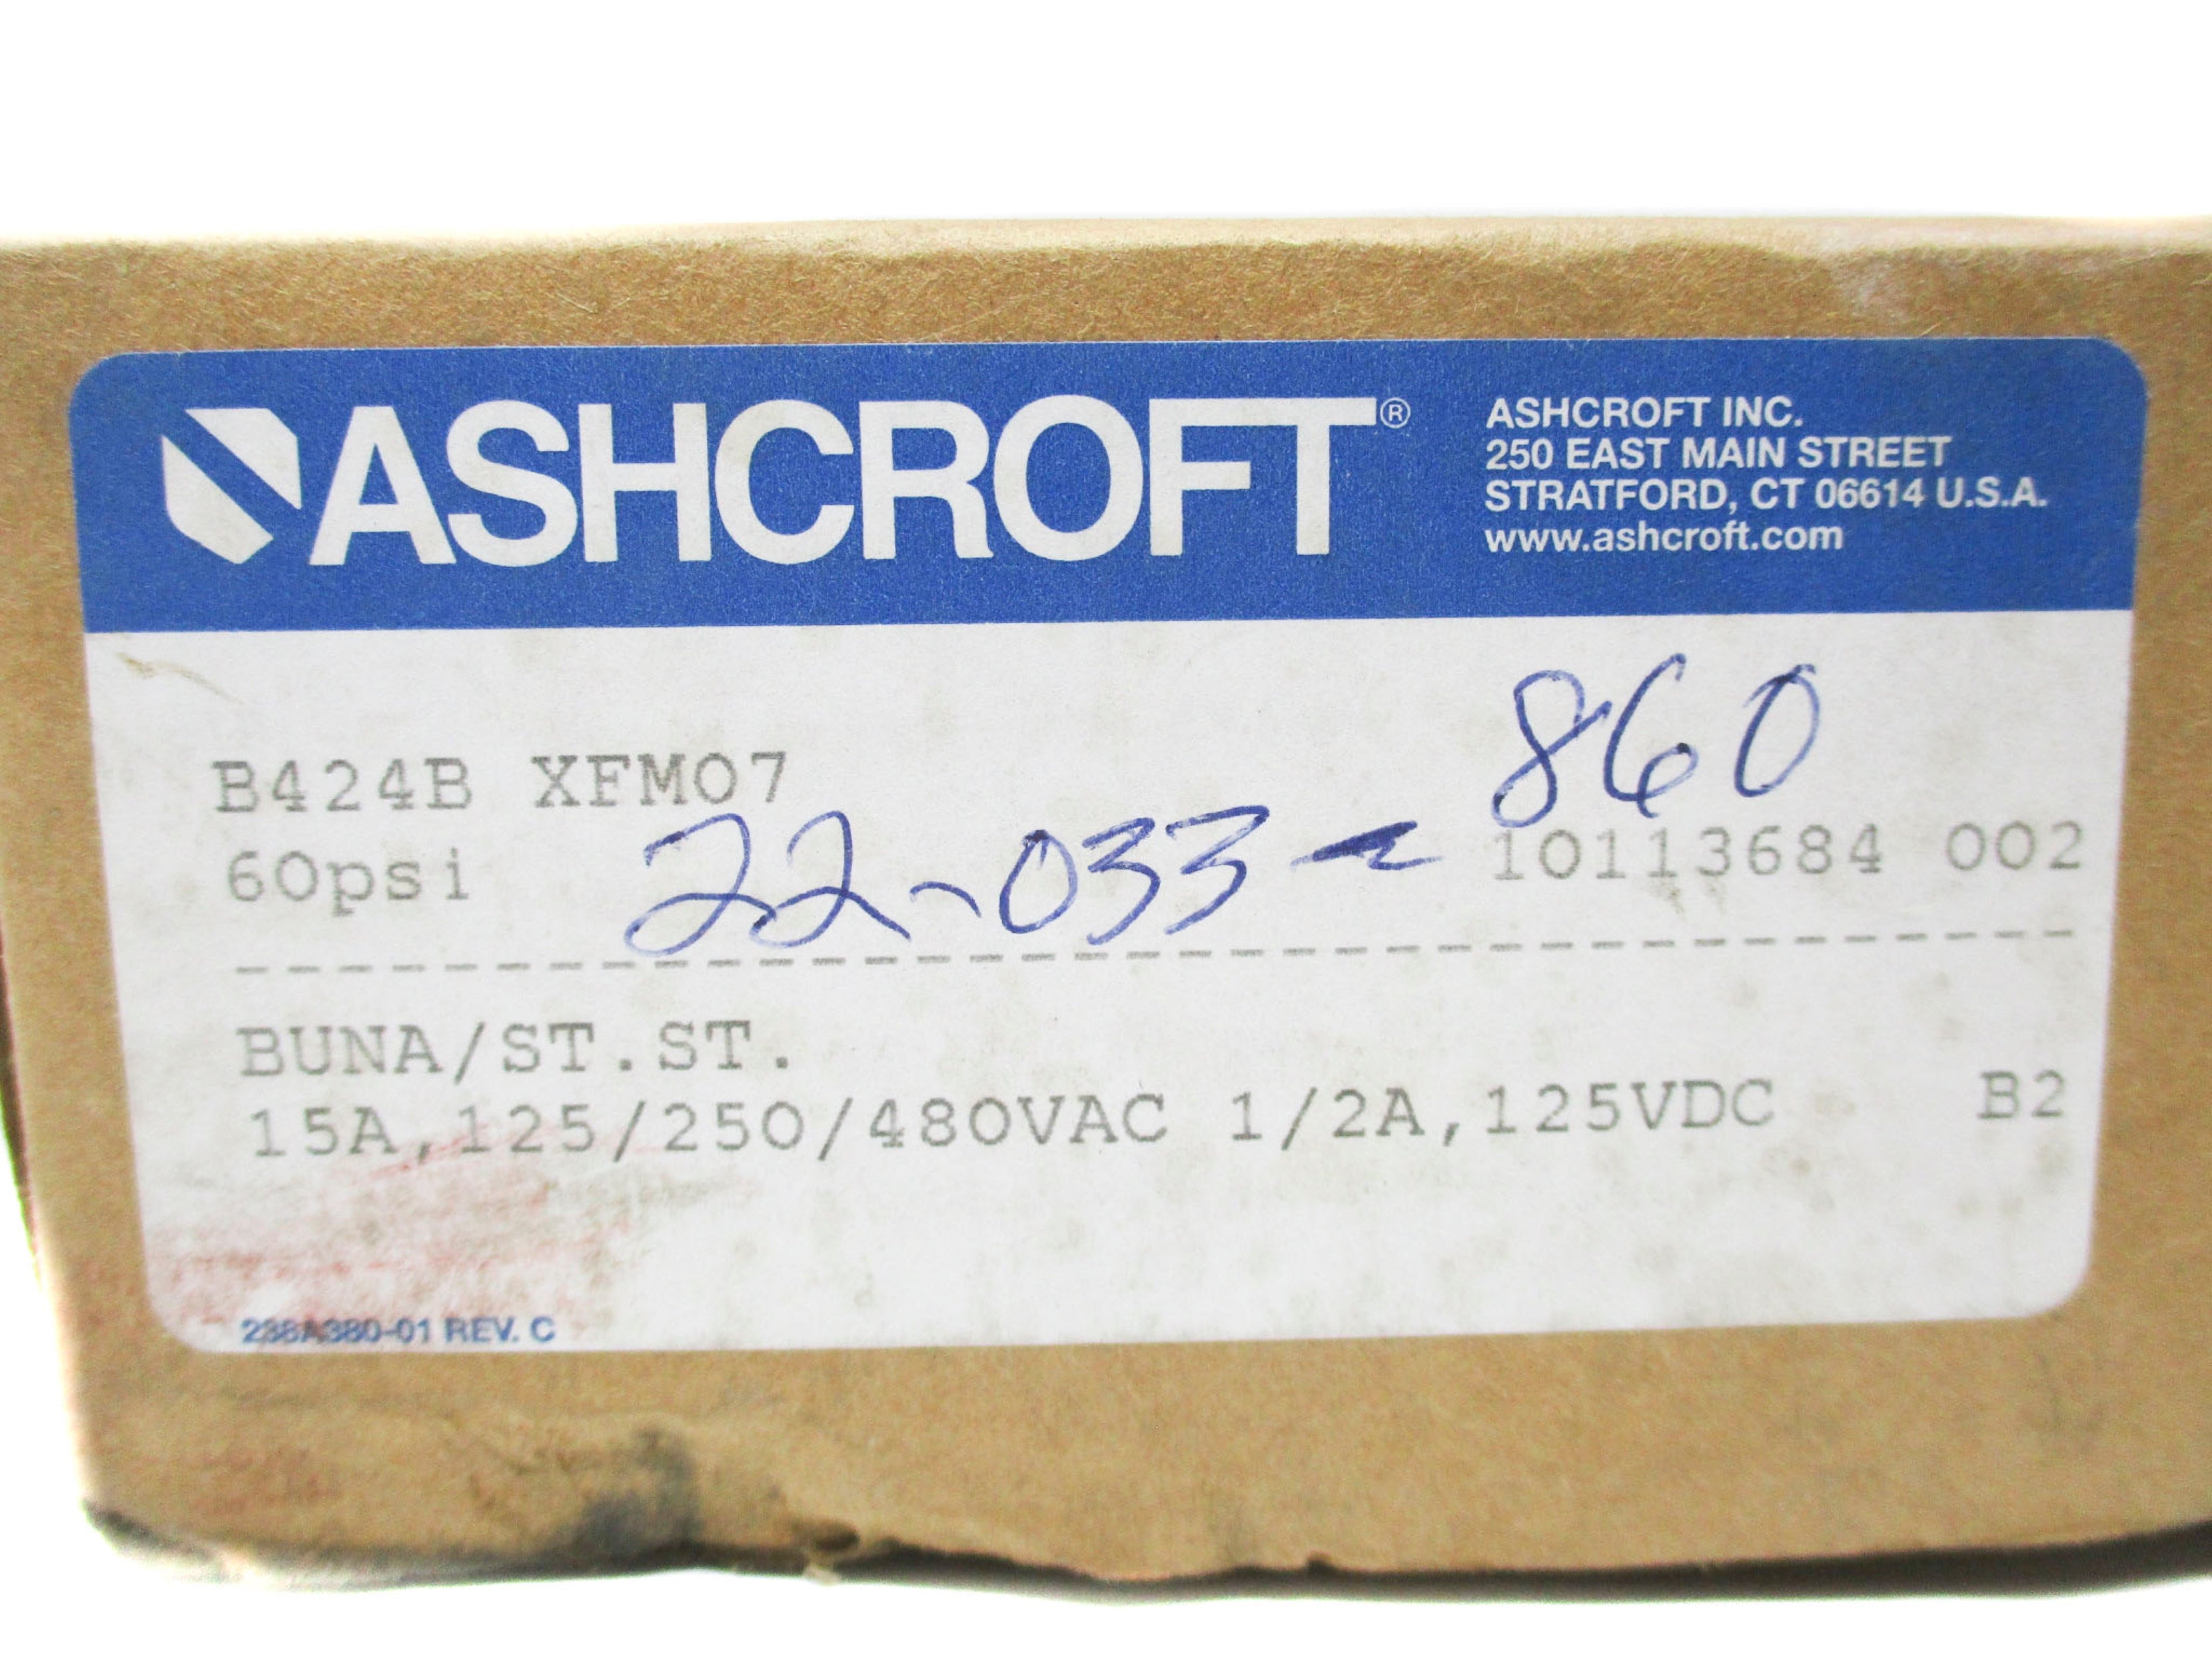 ASHCROFT®
ASHCROFT INC.
250 EAST MAIN STREET
STRATFORD, CT 06614 U.S.A.
www.ashcroft.com
B424B XFM07
860
60psi 22-033- 10113684 002
BUNA/ST.ST.
15A,125/250/480VAC 1/2A,125VDC B2
238A380-01 REV. C